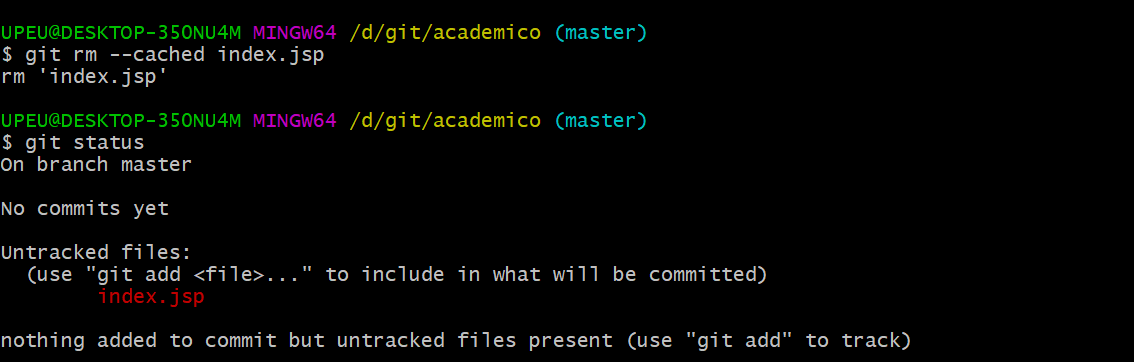 UPEU@DESKTOP-350NU4M MINGW64 /d/git/academico (master)
$ git rm --cached index.jsp
rm 'index.jsp'
UPEU@DESKTOP-350NU4M MINGW64 /d/git/academico (master)
$ git status
On branch master
No commits yet
Untracked files:
(use "git add <file>..." to include in what will be committed)
index.jsp
nothing added to commit but untracked files present (use "git add" to track)